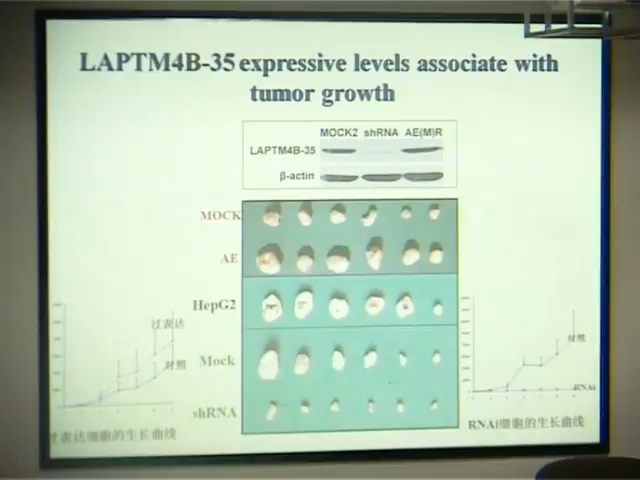 LAPTM4B-35 expressive levels associate with
tumor growth
MOCK2 shRNA AE(M)R
LAPTM4B-35
β-actin
MOCK
AE
HepG2
Mock
shRNA
过表达
对照
过表达细胞的生长曲线
对照
RNAi
RNAi细胞的生长曲线